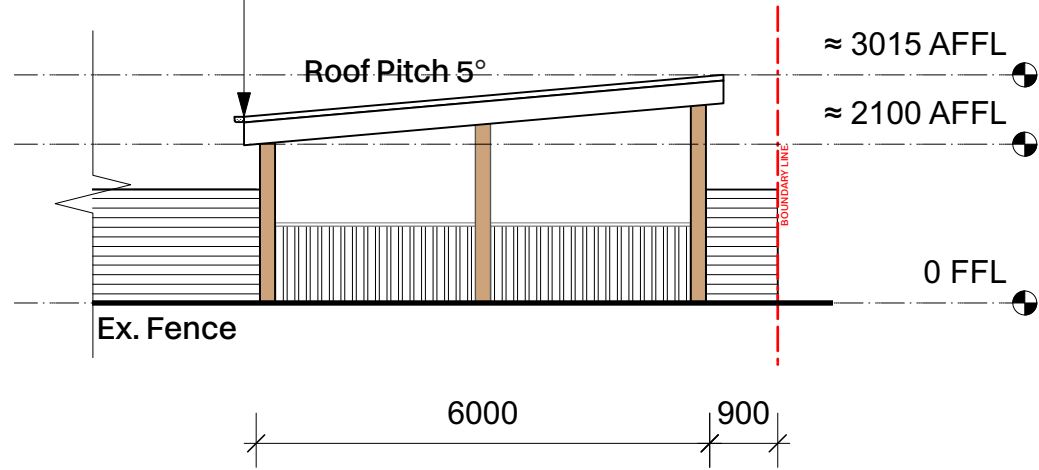 ≈ 3015 AFFL
Roof Pitch 5°
≈ 2100 AFFL
BOUNDARY LINE
0 FFL
Ex. Fence
6000
900